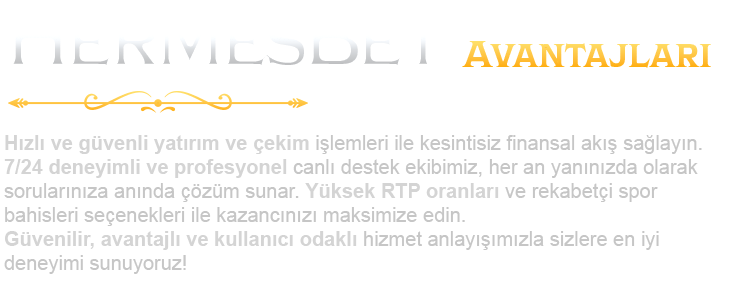 HERMESBET AVANTAJLARI
Hızlı ve güvenli yatırım ve çekim işlemleri ile kesintisiz finansal akış sağlayın.
7/24 deneyimli ve profesyonel canlı destek ekibimiz, her an yanınızda olarak
sorularınıza anında çözüm sunar. Yüksek RTP oranları ve rekabetçi spor
bahisleri seçenekleri ile kazancınızı maksimize edin.
Güvenilir, avantajlı ve kullanıcı odaklı hizmet anlayışımızla sizlere en iyi
deneyimi sunuyoruz!